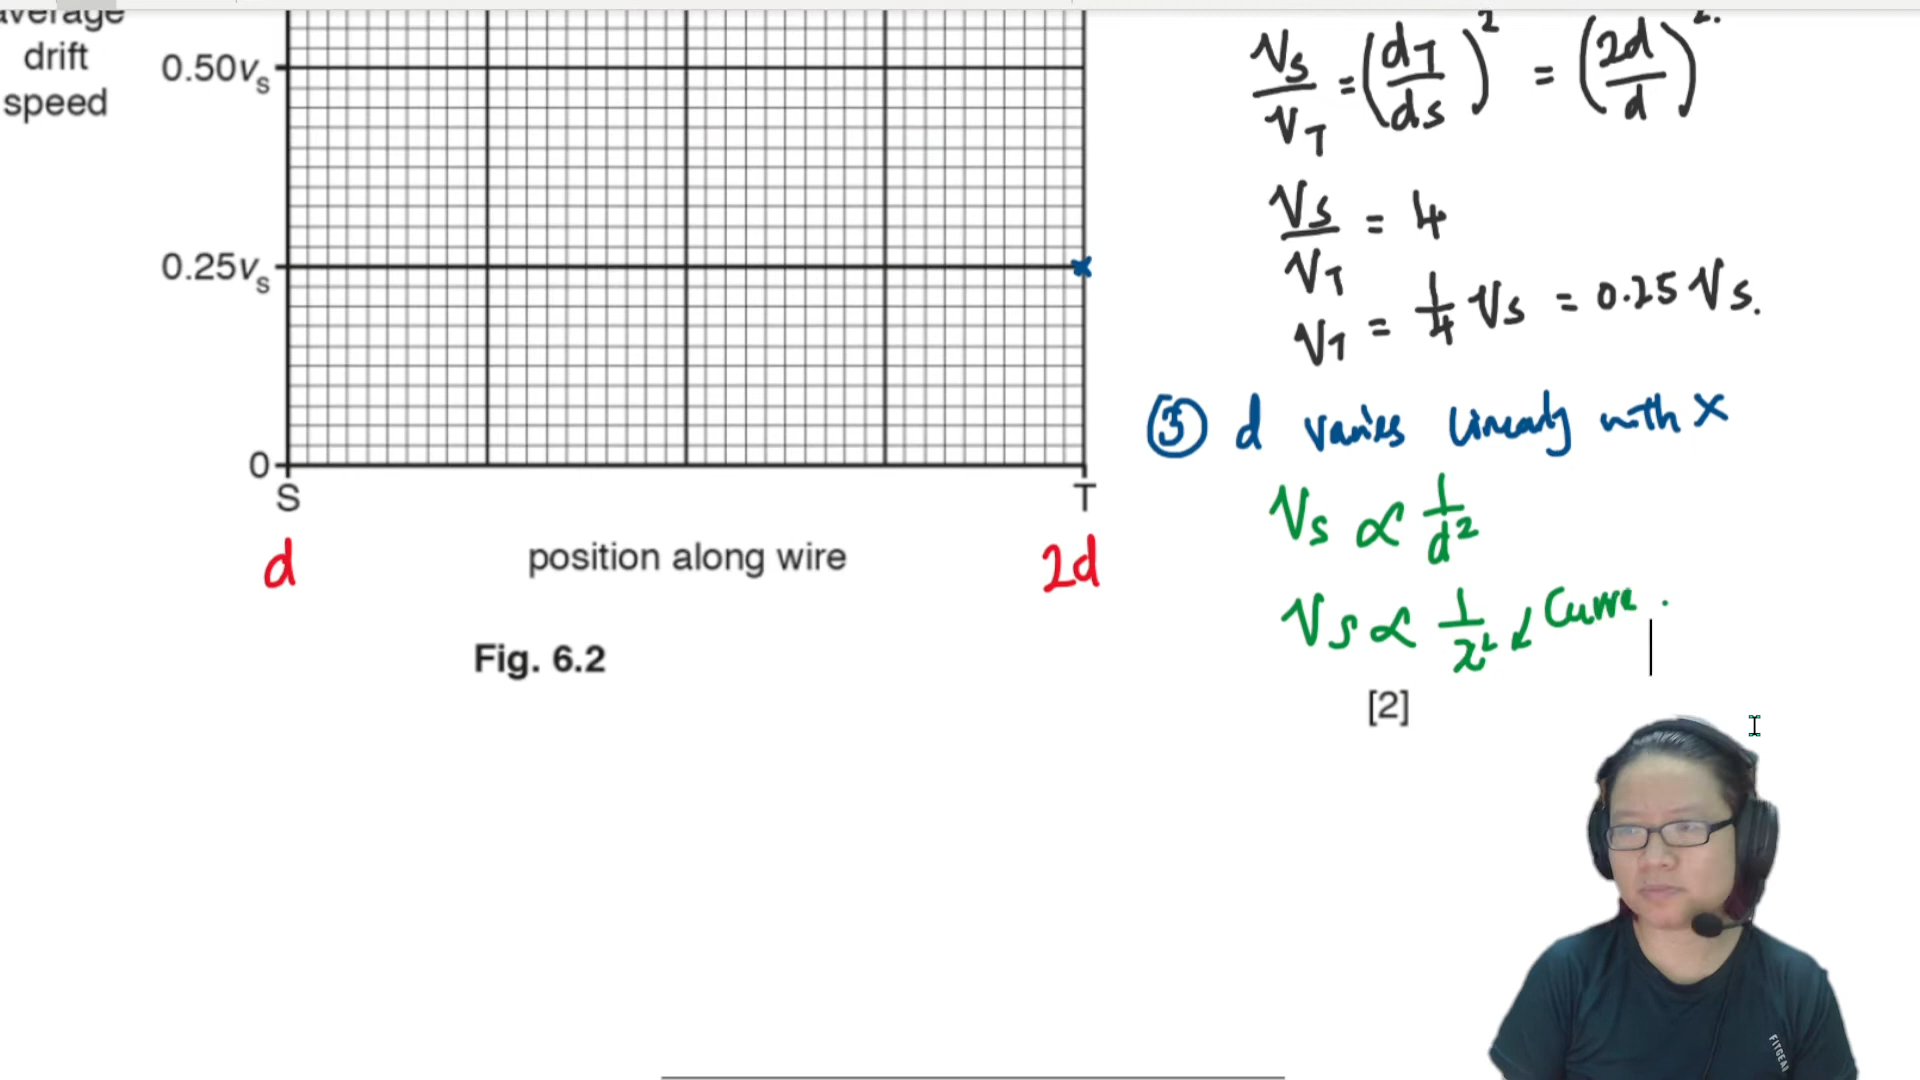 average
drift
speed
0.50vₛ
0.25vₛ
0
S
T
d
2d
position along wire
Fig. 6.2
Vs/VT = (dT/ds)² = (2d/d)²
Vs/VT = 4
VT = 1/4 Vs = 0.25 Vs.
③ d varies linearly with x
Vs ∝ 1/d²
Vs ∝ 1/x² ↙ Curve.
[2]
FITGEAR